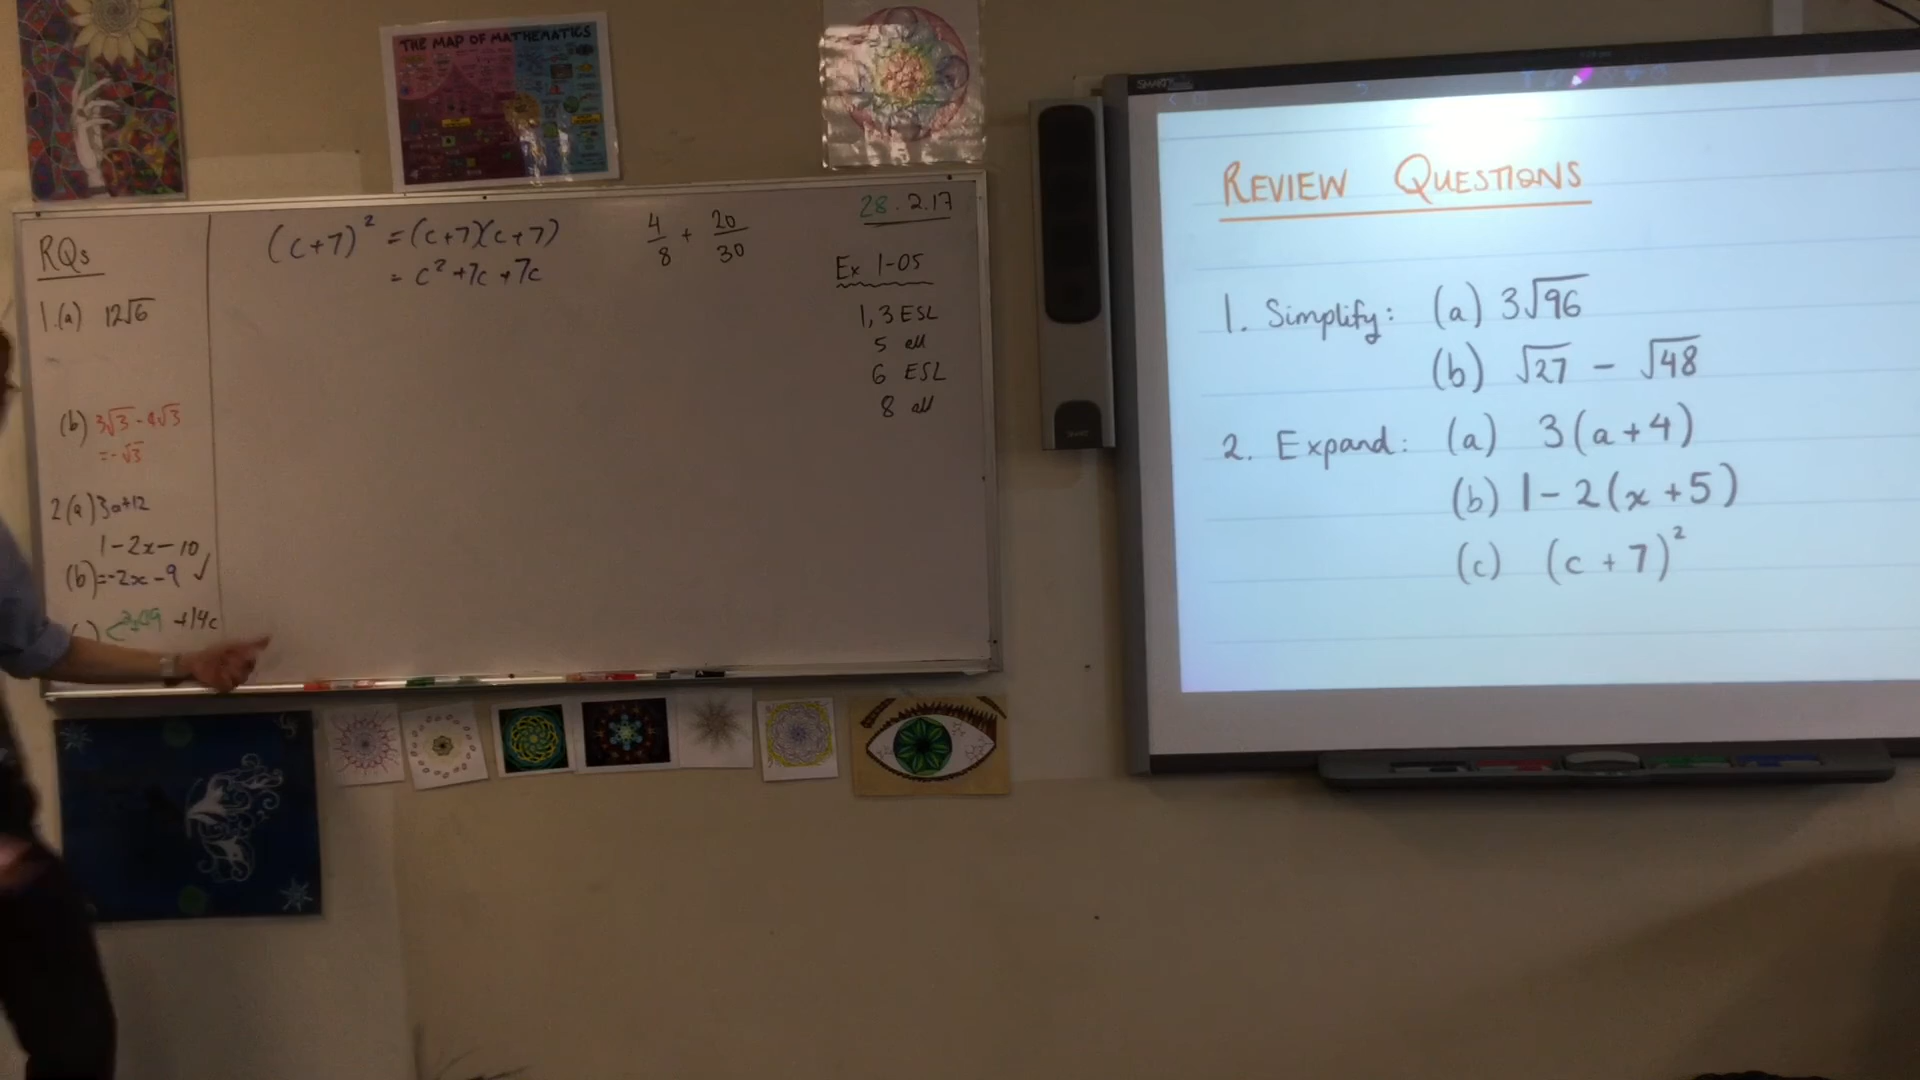 THE MAP OF MATHEMATICS
RQs
1.(a) 12√6
(b) 3√3 - 4√3
= -√3
2(a) 3a+12
1 - 2x - 10
(b) = -2x - 9 ✓
+14c
(c+7)² = (c+7)(c+7)
= c² + 7c + 7c
4/8 + 20/30
28.2.17
Ex 1-05
1, 3 ESL
5 all
6 ESL
8 all
SMART
REVIEW QUESTIONS
1. Simplify: (a) 3√96
(b) √27 - √48
2. Expand: (a) 3(a+4)
(b) 1 - 2(x+5)
(c) (c+7)²